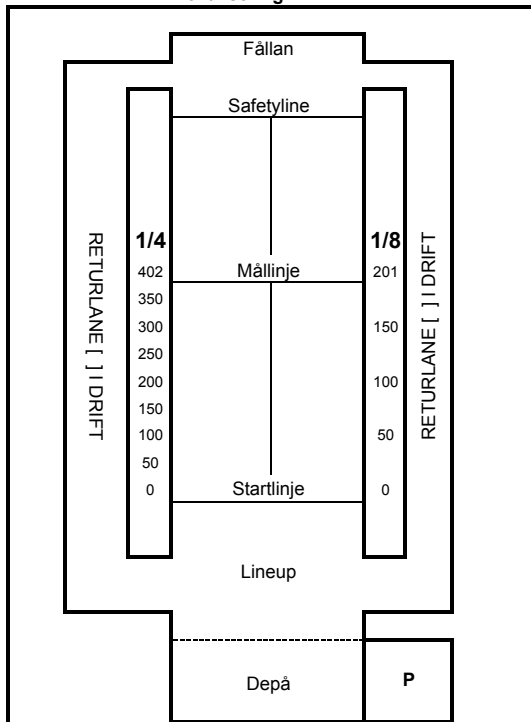 Fållan
Safetyline
1/4
1/8
402
Mållinje
201
350
300
150
250
200
100
150
100
50
50
0
Startlinje
0
RETURLANE [ ] I DRIFT
RETURLANE [ ] I DRIFT
Lineup
Depå
P